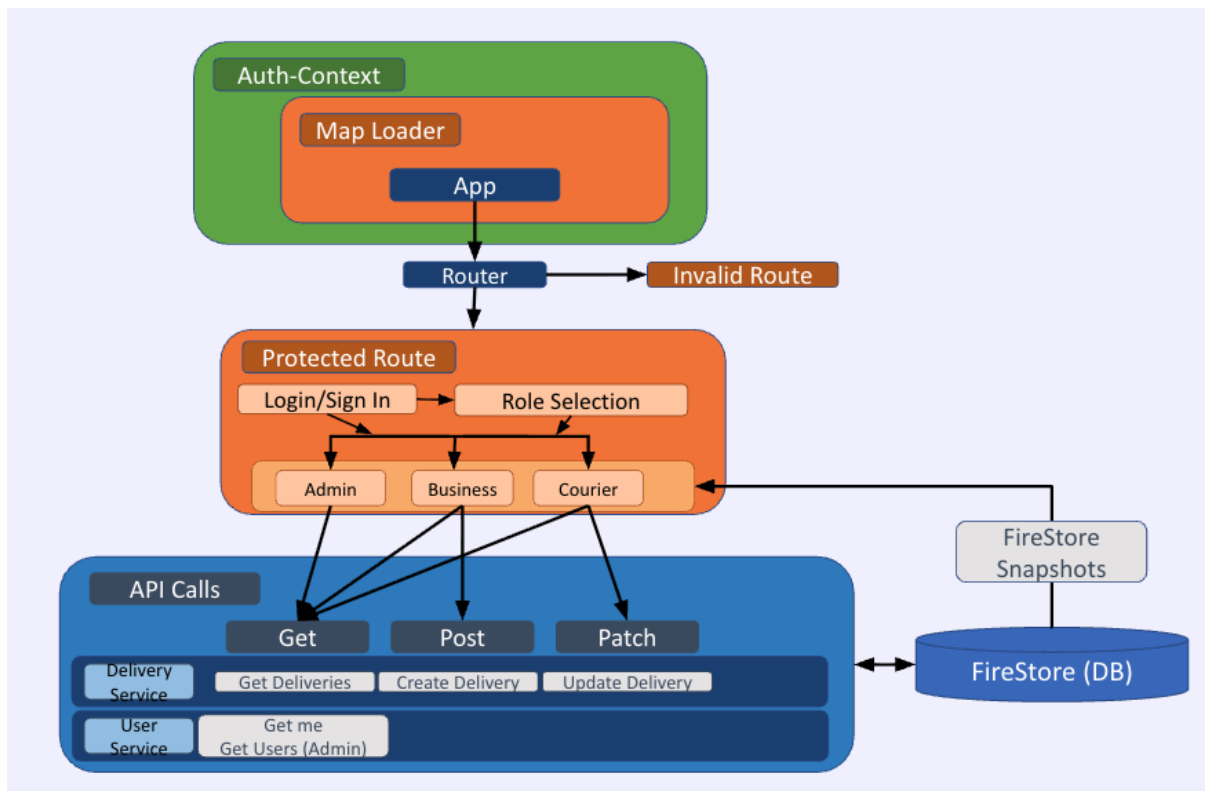 Auth-Context
Map Loader
App
Router
Invalid Route
Protected Route
Login/Sign In
Role Selection
Admin
Business
Courier
FireStore
Snapshots
API Calls
Get
Post
Patch
FireStore (DB)
Delivery
Service
Get Deliveries
Create Delivery
Update Delivery
User
Service
Get me
Get Users (Admin)